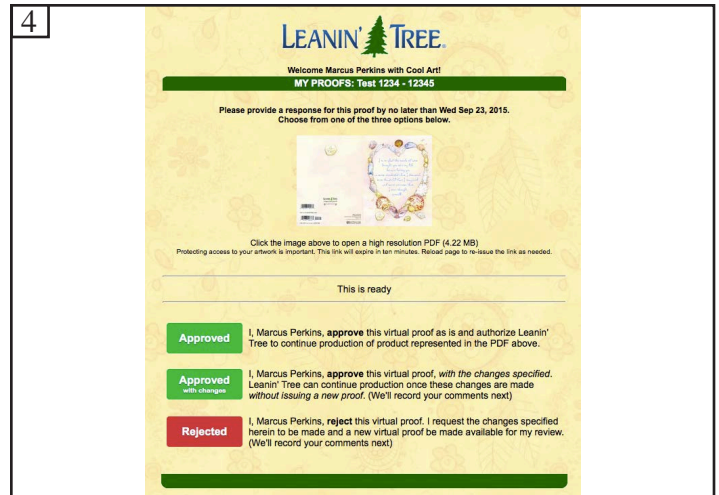 4
LEANIN' TREE®
Welcome Marcus Perkins with Cool Art!
MY PROOFS: Test 1234 - 12345
Please provide a response for this proof by no later than Wed Sep 23, 2015.
Choose from one of the three options below.
Click the image above to open a high resolution PDF (4.22 MB)
Protecting access to your artwork is important. This link will expire in ten minutes. Reload page to re-issue the link as needed.
This is ready
Approved
I, Marcus Perkins, approve this virtual proof as is and authorize Leanin'
Tree to continue production of product represented in the PDF above.
Approved
with changes
I, Marcus Perkins, approve this virtual proof, with the changes specified.
Leanin' Tree can continue production once these changes are made
without issuing a new proof. (We'll record your comments next)
Rejected
I, Marcus Perkins, reject this virtual proof. I request the changes specified
herein to be made and a new virtual proof be made available for my review.
(We'll record your comments next)